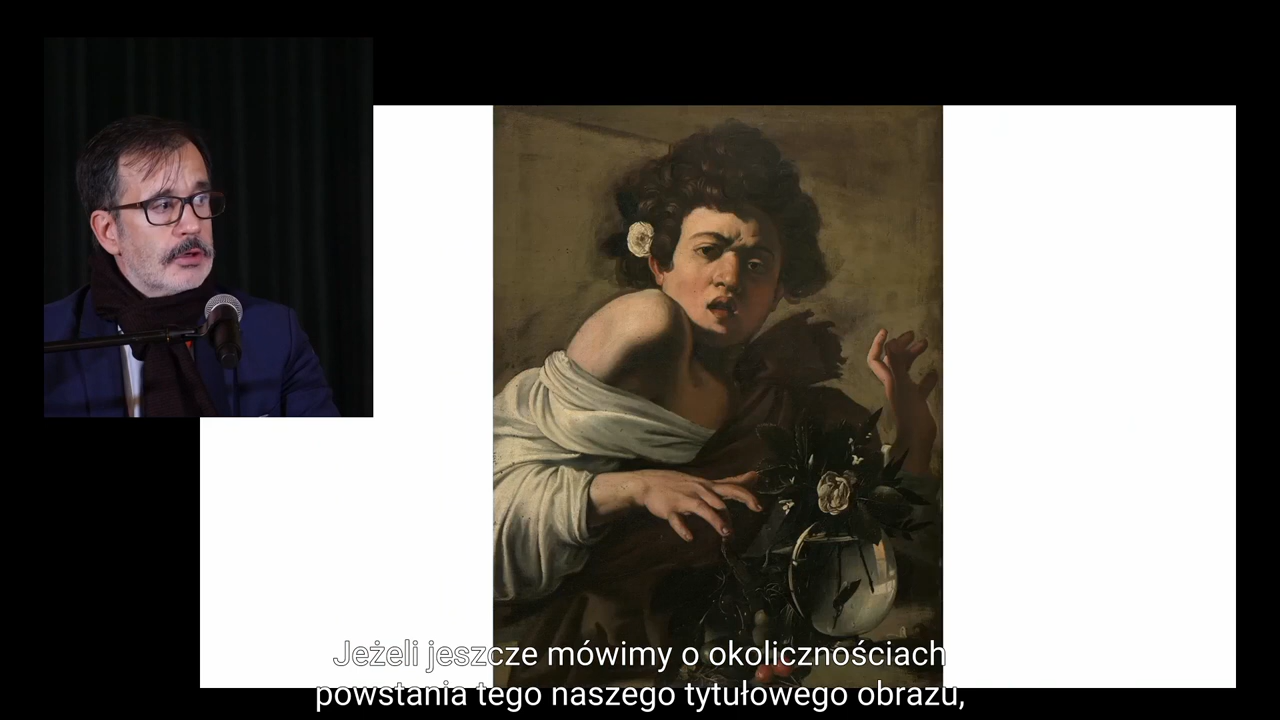 Jeżeli jeszcze mówimy o okolicznościach
powstania tego naszego tytułowego obrazu,